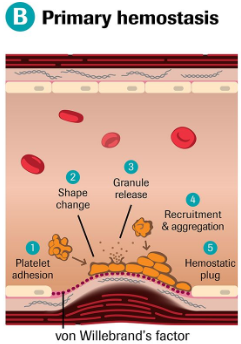 B Primary hemostasis
1
Platelet
adhesion
2
Shape
change
3
Granule
release
4
Recruitment
& aggregation
5
Hemostatic
plug
von Willebrand's factor